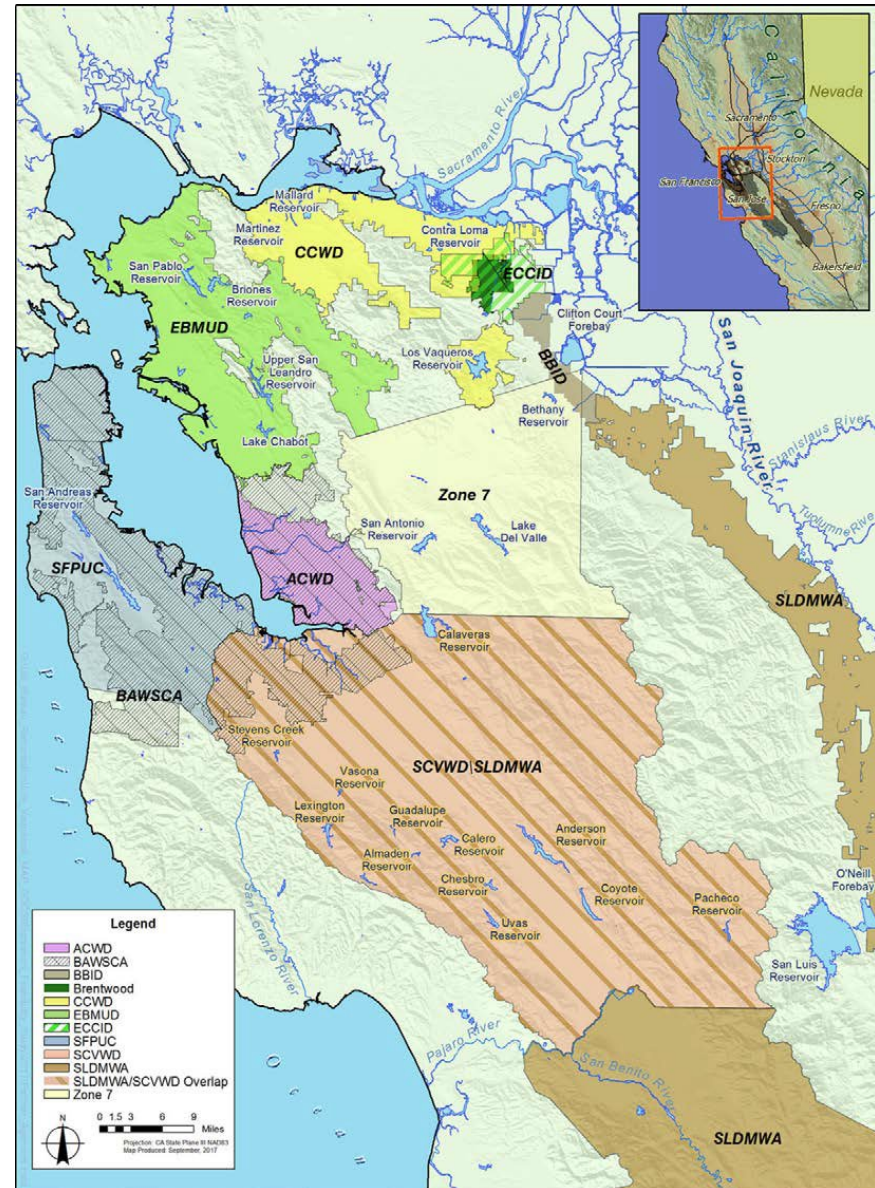 California
Nevada
Sacramento
Stockton
San Francisco
San Jose
Fresno
Bakersfield
Sacramento River
Mallard
Reservoir
Martinez
Reservoir
CCWD
Contra Loma
Reservoir
ECCID
San Pablo
Reservoir
Briones
Reservoir
EBMUD
Clifton Court
Forebay
Los Vaqueros
Reservoir
BBID
Upper San
Leandro
Reservoir
Bethany
Reservoir
San Joaquin River
Stanislaus River
Lake Chabot
Zone 7
Tuolumne River
San Andreas
Reservoir
San Antonio
Reservoir
Lake
Del Valle
SFPUC
ACWD
SLDMWA
Calaveras
Reservoir
BAWSCA
Stevens Creek
Reservoir
SCVWD\SLDMWA
Vasona
Reservoir
Lexington
Reservoir
Guadalupe
Reservoir
Calero
Reservoir
Anderson
Reservoir
Almaden
Reservoir
Chesbro
Reservoir
Coyote
Reservoir
Pacheco
Reservoir
O'Neill
Forebay
Uvas
Reservoir
San Luis
Reservoir
San Lorenzo River
Pajaro River
San Benito River
SLDMWA
Pacific
Ocean
Legend
ACWD
BAWSCA
BBID
Brentwood
CCWD
EBMUD
ECCID
SFPUC
SCVWD
SLDMWA
SLDMWA/SCVWD Overlap
Zone 7
N
0 1.5 3 6 9
Miles
Projection: CA State Plane III NAD83
Map Produced: September, 2017